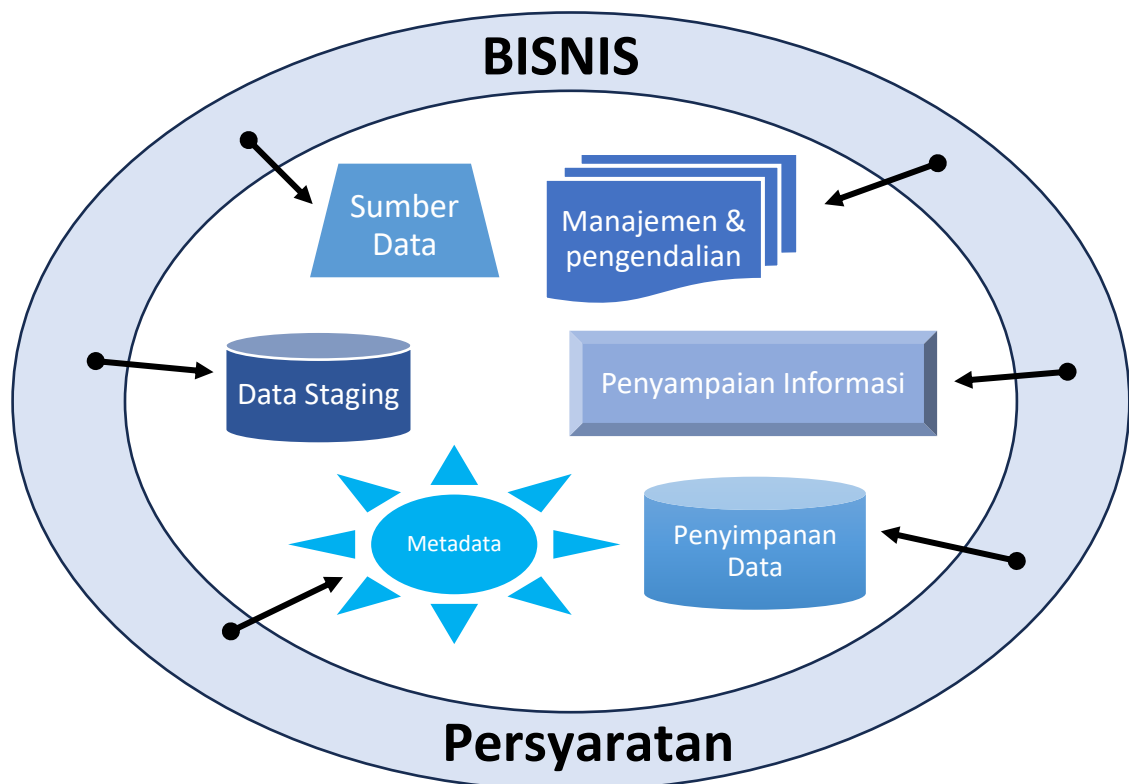 BISNIS
Sumber
Data
Manajemen &
pengendalian
Data Staging
Penyampaian Informasi
Metadata
Penyimpanan
Data
Persyaratan